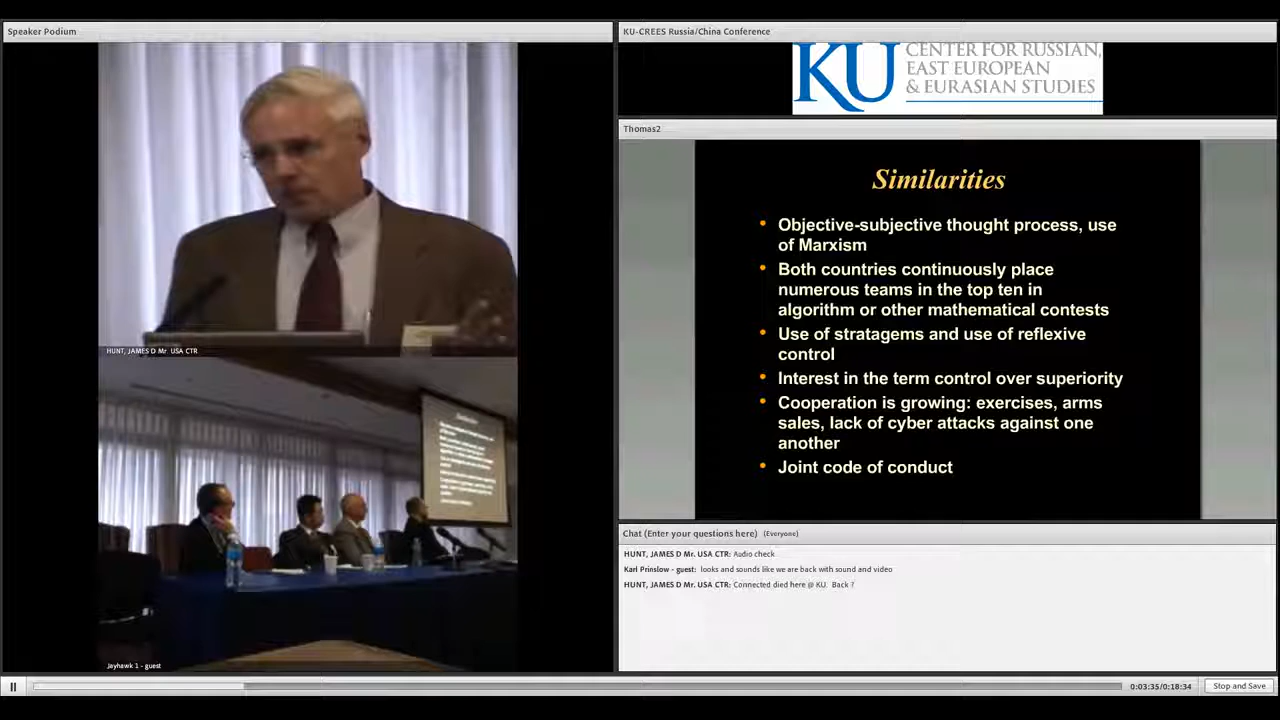 Speaker Podium
HUNT, JAMES D Mr. USA CTR
Jayhawk 1 - guest
KU-CREES Russia/China Conference
KU
CENTER FOR RUSSIAN,
EAST EUROPEAN
& EURASIAN STUDIES
Thomas2
Similarities
• Objective-subjective thought process, use
of Marxism
• Both countries continuously place
numerous teams in the top ten in
algorithm or other mathematical contests
• Use of stratagems and use of reflexive
control
• Interest in the term control over superiority
• Cooperation is growing: exercises, arms
sales, lack of cyber attacks against one
another
• Joint code of conduct
Chat (Enter your questions here) (Everyone)
HUNT, JAMES D Mr. USA CTR: Audio check
Karl Prinslow - guest: looks and sounds like we are back with sound and video
HUNT, JAMES D Mr. USA CTR: Connected died here @ KU. Back ?
0:03:35/0:18:34
Stop and Save